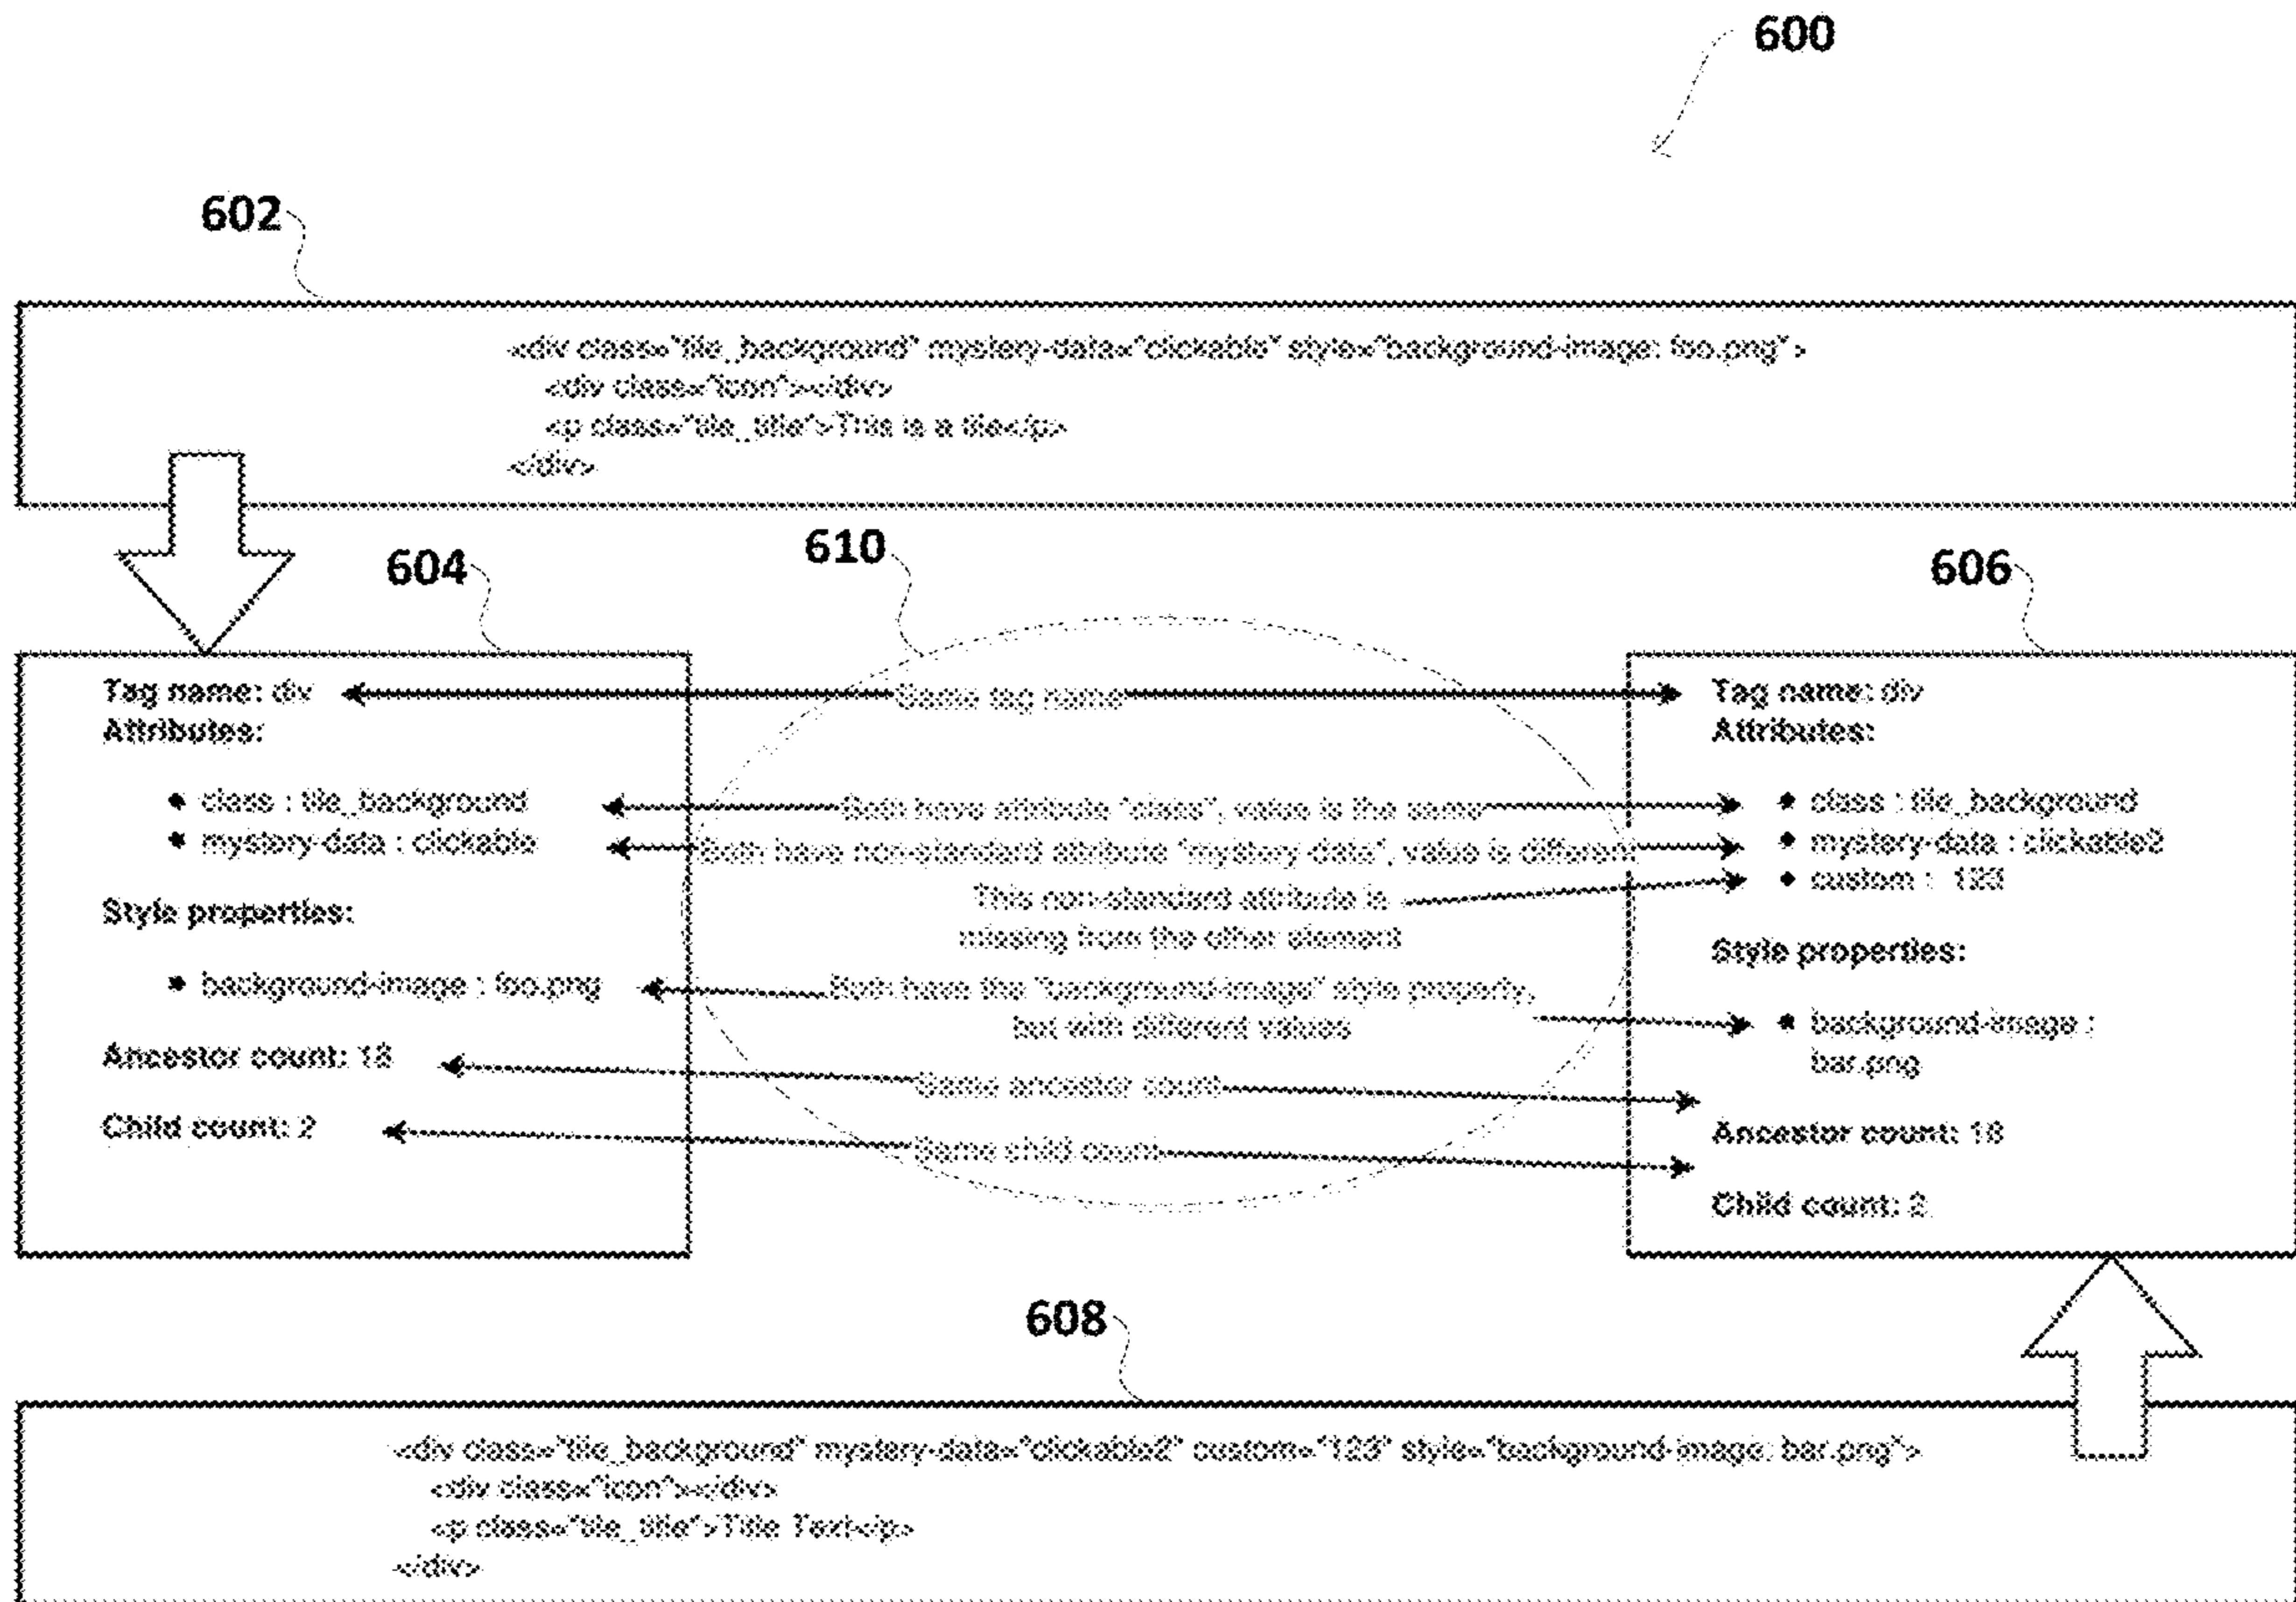 600
602
<div class="tile_background" mystery-data="clickable" style="background-image: foo.png">
<div class="icon"></div>
<p class="tile_title">This is a tile</p>
</div>
604
610
606
Tag name: div
Attributes:
• class : tile_background
• mystery-data : clickable
Style properties:
• background-image : foo.png
Ancestor count: 18
Child count: 2
Same tag name
Both have attribute "class", value is the same
Both have non-standard attribute "mystery-data", value is different
This non-standard attribute is
missing from the other element
Both have the "background-image" style property,
but with different values
Same ancestor count
Same child count
Tag name: div
Attributes:
• class : tile_background
• mystery-data : clickable2
• custom : 123
Style properties:
• background-image :
bar.png
Ancestor count: 18
Child count: 2
608
<div class="tile_background" mystery-data="clickable2" custom="123" style="background-image: bar.png">
<div class="icon"></div>
<p class="tile_title">Title Text</p>
</div>